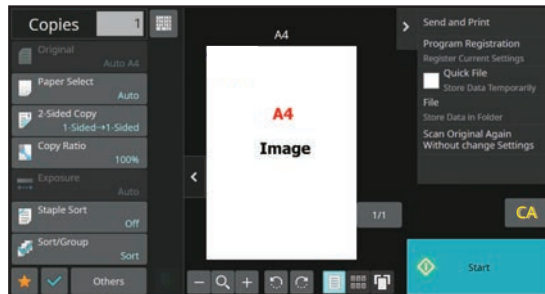 Copies 1
Original
Auto A4
Paper Select
Auto
2-Sided Copy
1-Sided→1-Sided
Copy Ratio
100%
Exposure
Auto
Staple Sort
Off
Sort/Group
Sort
Others
A4
A4
Image
1/1
Send and Print
Program Registration
Register Current Settings
Quick File
Store Data Temporarily
File
Store Data in Folder
Scan Original Again
Without change Settings
CA
Start